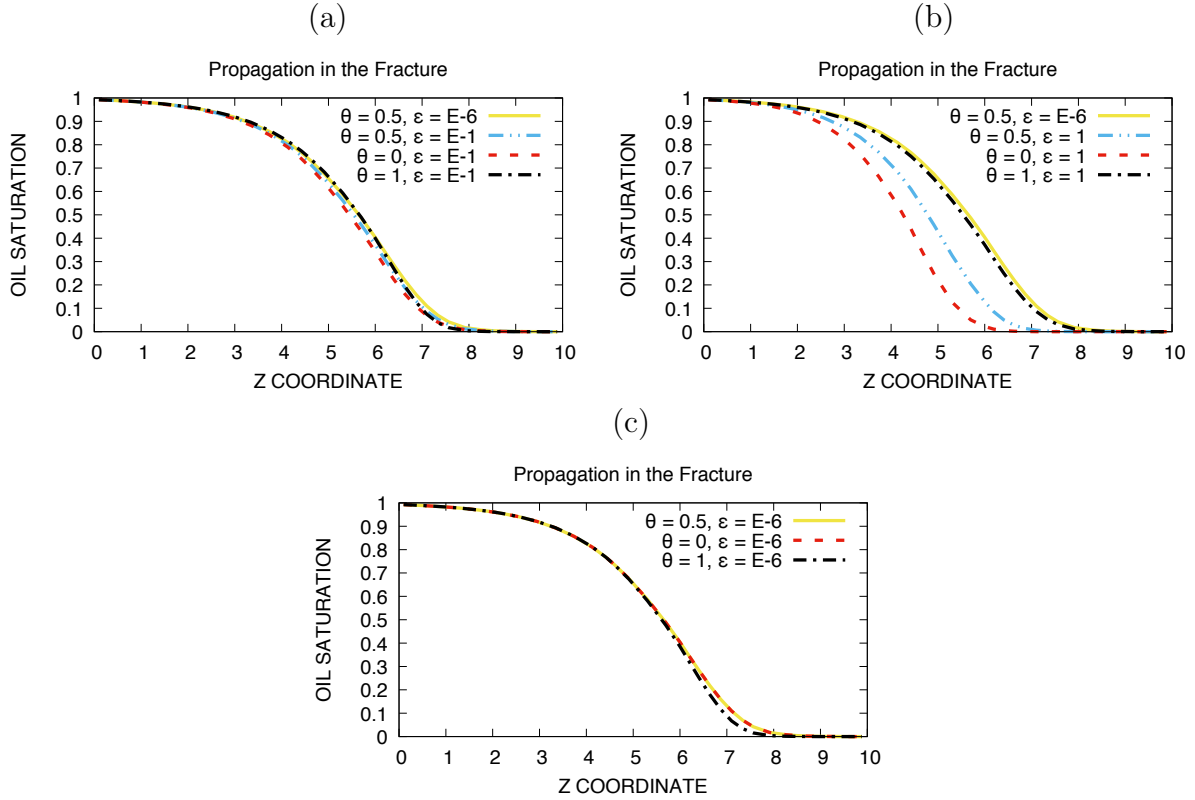 (a)
Propagation in the Fracture
OIL SATURATION
1
0.9
0.8
0.7
0.6
0.5
0.4
0.3
0.2
0.1
0
θ = 0.5, ε = E-6
θ = 0.5, ε = E-1
θ = 0, ε = E-1
θ = 1, ε = E-1
0 1 2 3 4 5 6 7 8 9 10
Z COORDINATE
(b)
Propagation in the Fracture
OIL SATURATION
1
0.9
0.8
0.7
0.6
0.5
0.4
0.3
0.2
0.1
0
θ = 0.5, ε = E-6
θ = 0.5, ε = 1
θ = 0, ε = 1
θ = 1, ε = 1
0 1 2 3 4 5 6 7 8 9 10
Z COORDINATE
(c)
Propagation in the Fracture
OIL SATURATION
1
0.9
0.8
0.7
0.6
0.5
0.4
0.3
0.2
0.1
0
θ = 0.5, ε = E-6
θ = 0, ε = E-6
θ = 1, ε = E-6
0 1 2 3 4 5 6 7 8 9 10
Z COORDINATE